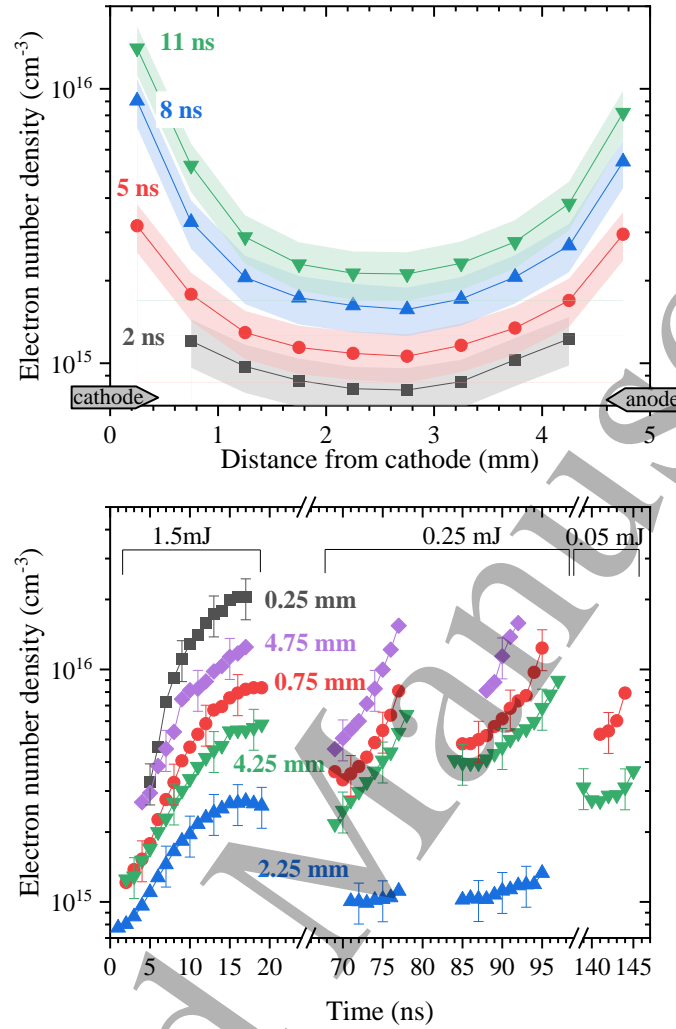 Electron number density (cm⁻³)
10¹⁶
10¹⁵
11 ns
8 ns
5 ns
2 ns
cathode
anode
0 1 2 3 4 5
Distance from cathode (mm)
1.5mJ
0.25 mJ
0.05 mJ
Electron number density (cm⁻³)
10¹⁶
10¹⁵
0.25 mm
4.75 mm
0.75 mm
4.25 mm
2.25 mm
0 5 10 15 20 70 75 80 85 90 95 140 145
Time (ns)
d Manus